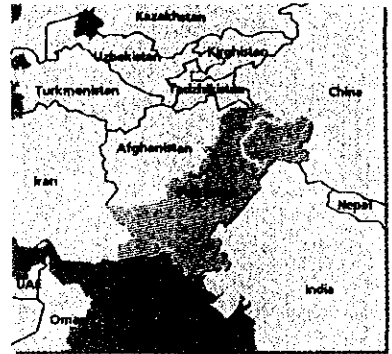 Kazakhstan
Uzbekistan
Kirghistan
Turkmenistan
Tadzhikistan
China
Afghanistan
Iran
Nepal
UAE
India
Oman